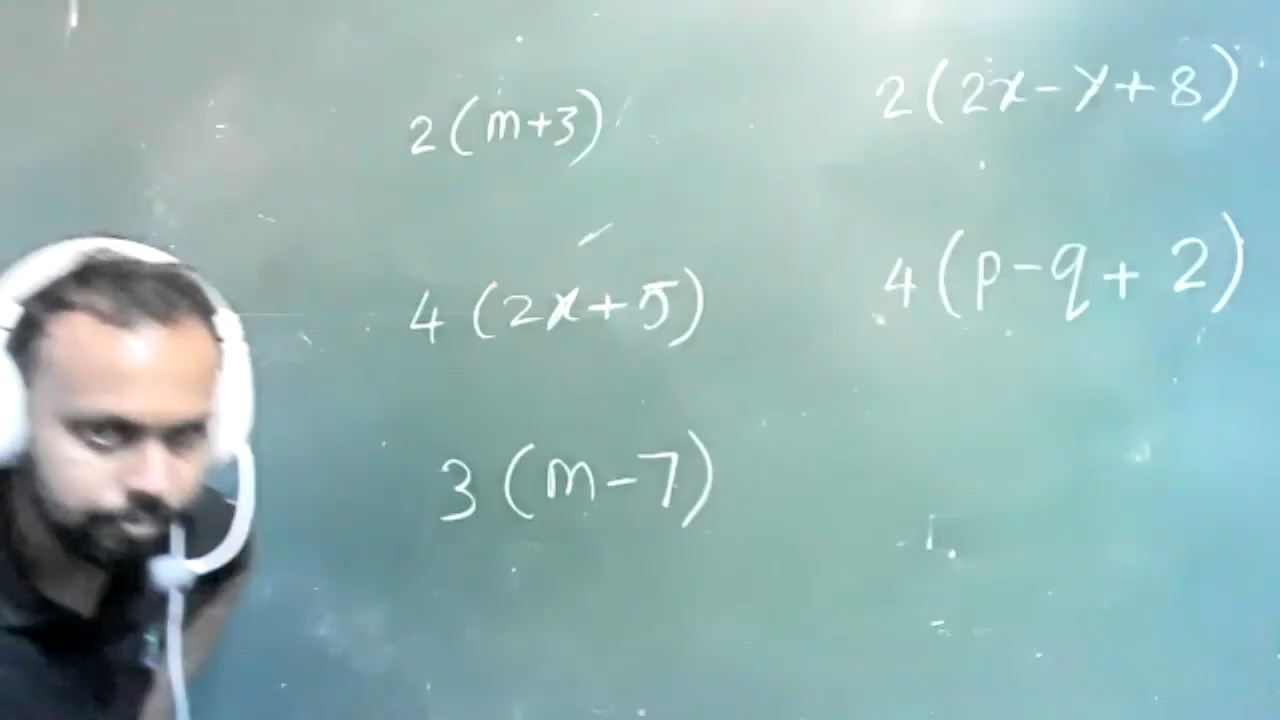 2(m+3)
4(2x+5)
3(m-7)
2(2x-y+8)
4(p-q+2)